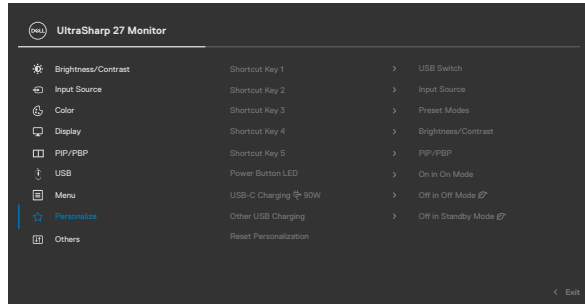 DELL UltraSharp 27 Monitor
Brightness/Contrast Shortcut Key 1 > USB Switch
Input Source Shortcut Key 2 > Input Source
Color Shortcut Key 3 > Preset Modes
Display Shortcut Key 4 > Brightness/Contrast
PIP/PBP Shortcut Key 5 > PIP/PBP
USB Power Button LED > On in On Mode
Menu USB-C Charging 90W > Off in Off Mode
Personalize Other USB Charging > Off in Standby Mode
Others Reset Personalization
< Exit